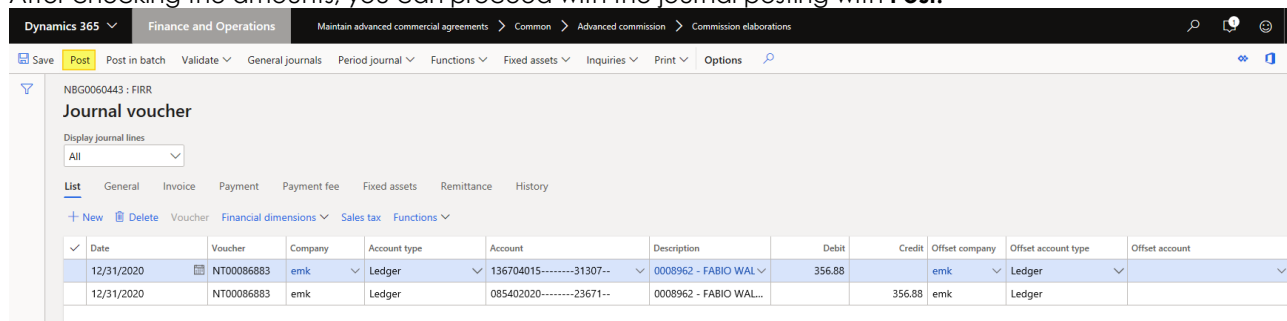 After checking the amounts, you can proceed with the journal posting with Post.
Dynamics 365 Finance and Operations Maintain advanced commercial agreements > Common > Advanced commission > Commission elaborations 1
Save Post Post in batch Validate General journals Period journal Functions Fixed assets Inquiries Print Options
NBG0060443 : FIRR
Journal voucher
Display journal lines
All
List General Invoice Payment Payment fee Fixed assets Remittance History
+ New Delete Voucher Financial dimensions Sales tax Functions
Date Voucher Company Account type Account Description Debit Credit Offset company Offset account type Offset account
12/31/2020 NT00086883 emk Ledger 136704015--------31307-- 0008962 - FABIO WAL 356.88 emk Ledger
12/31/2020 NT00086883 emk Ledger 085402020--------23671-- 0008962 - FABIO WAL... 356.88 emk Ledger